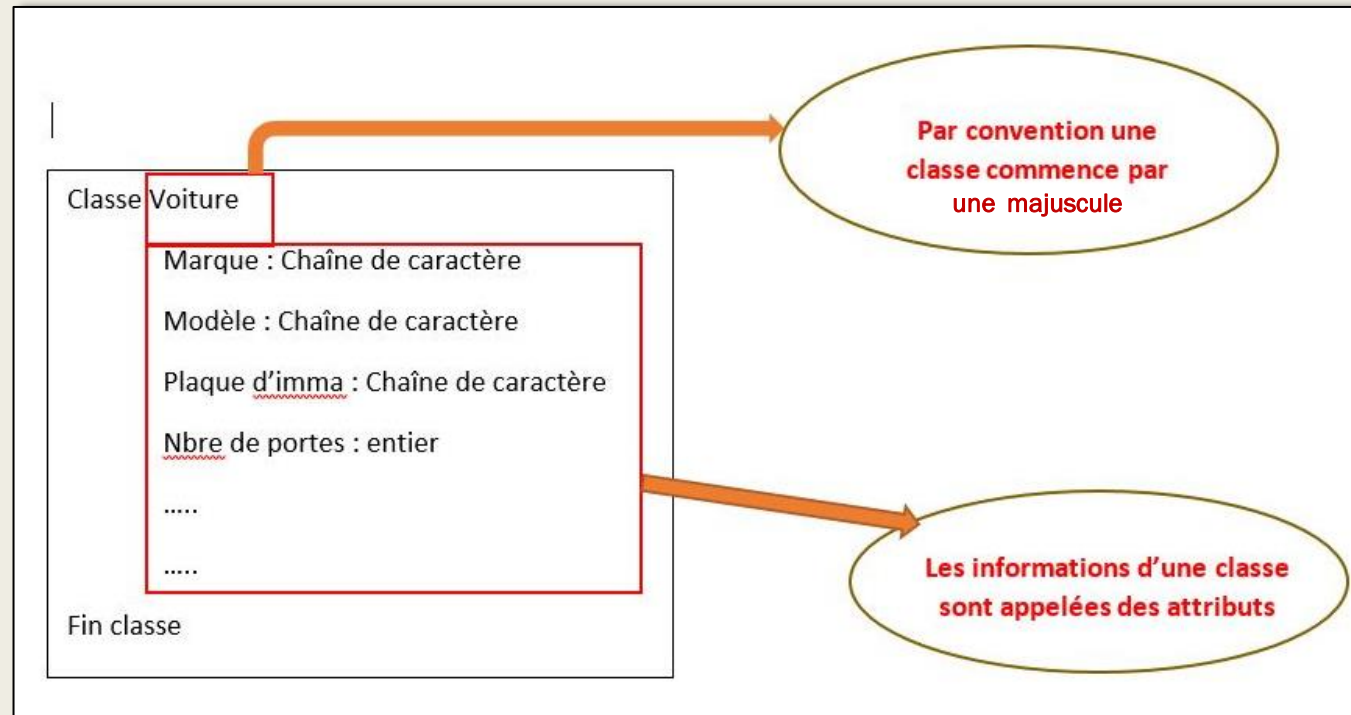 Par convention une
classe commence par
une majuscule
Classe Voiture
Marque : Chaîne de caractère
Modèle : Chaîne de caractère
Plaque d’imma : Chaîne de caractère
Nbre de portes : entier
.....
.....
Fin classe
Les informations d’une classe
sont appelées des attributs